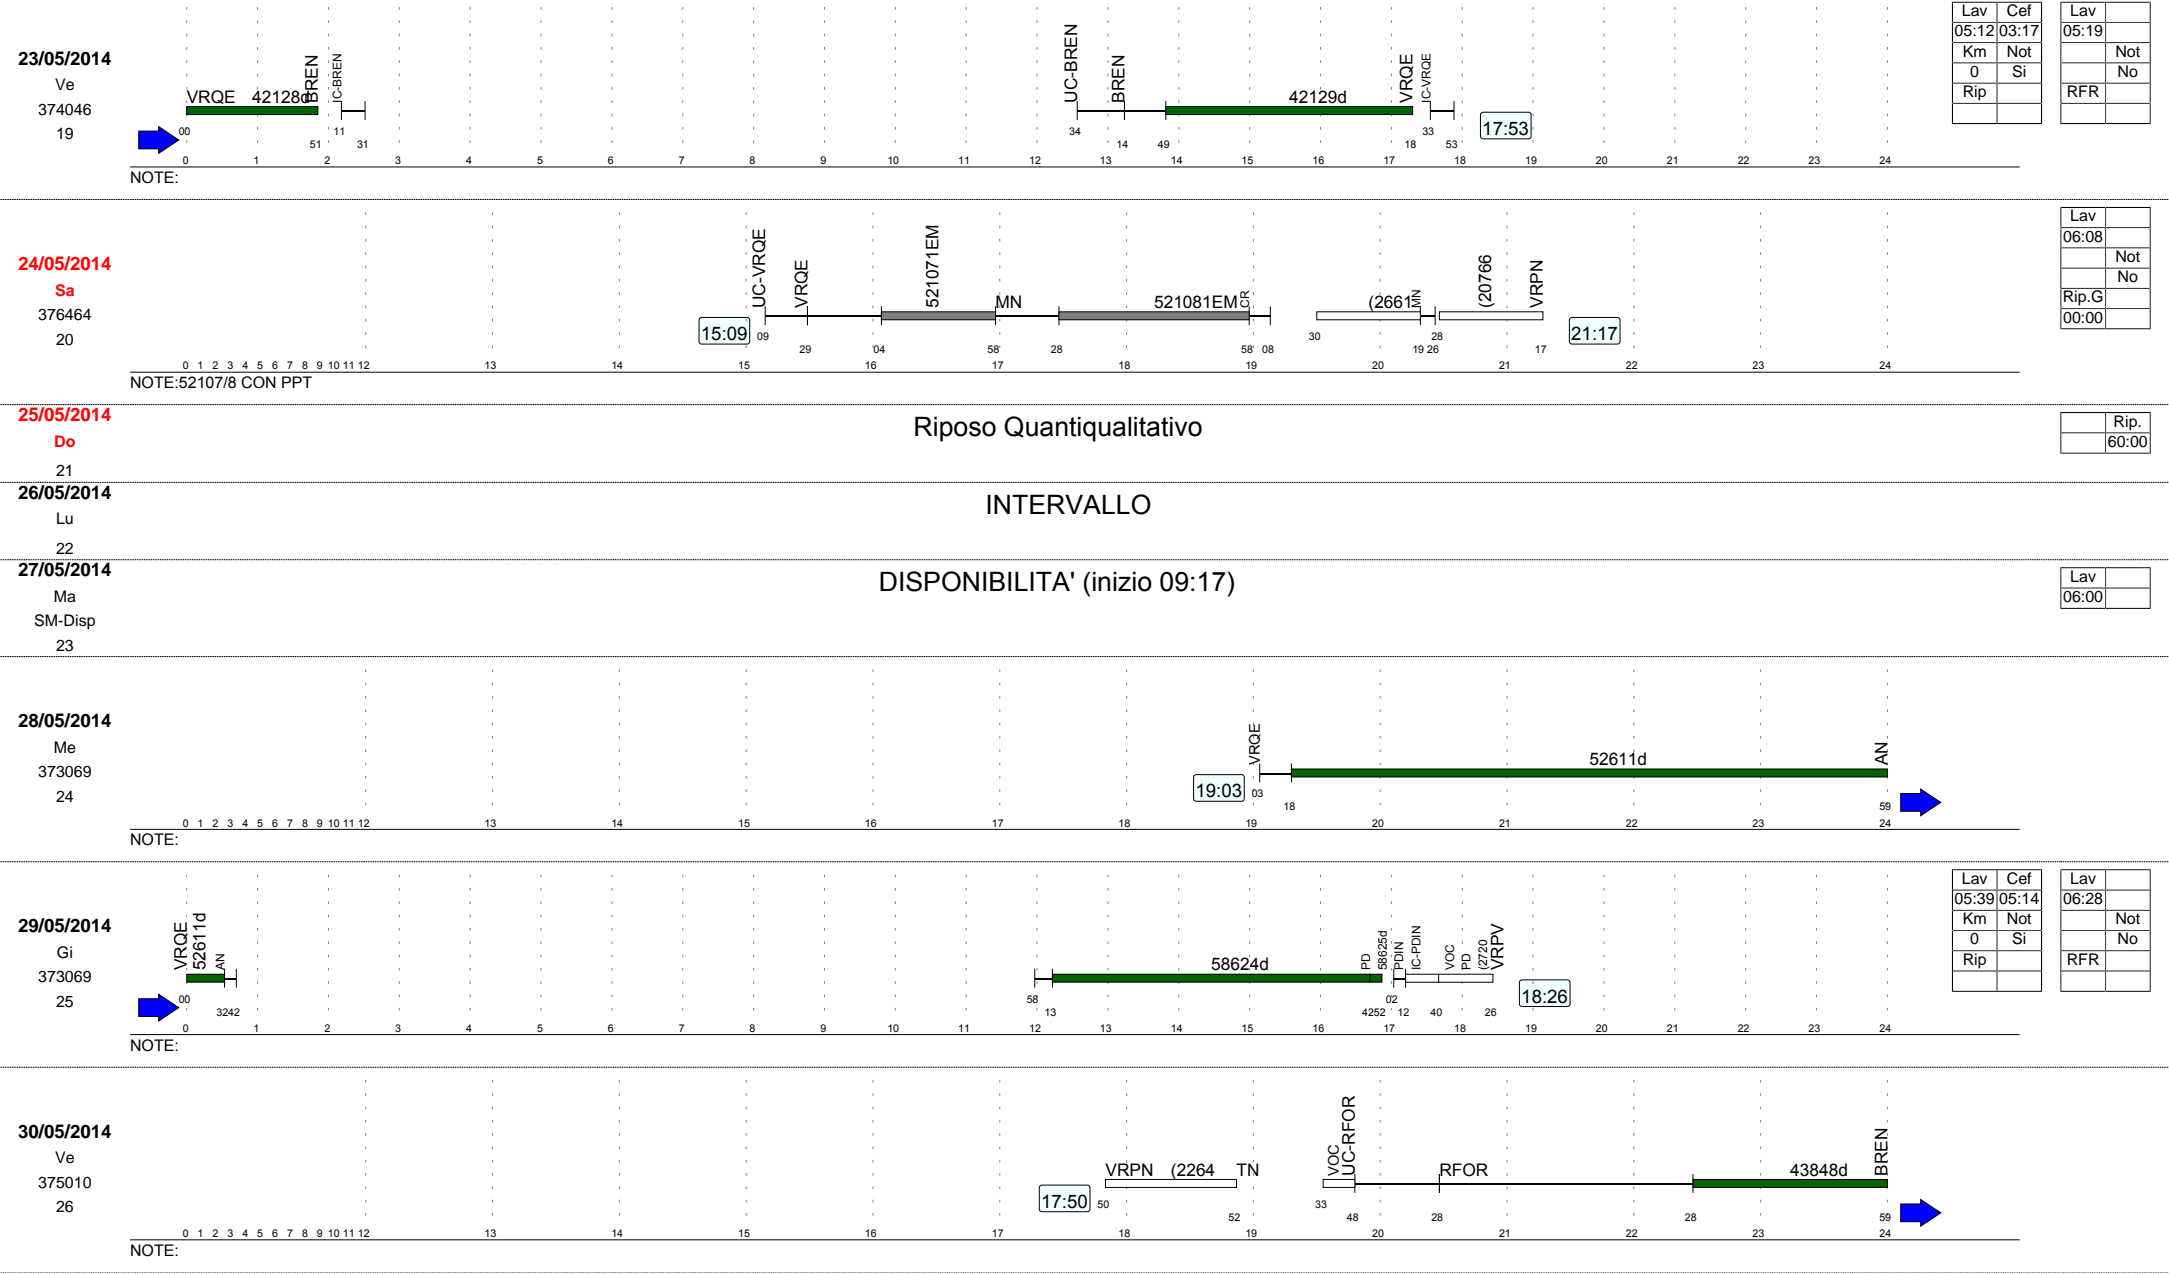 Lav Cef Lav
05:12 03:17 05:19
Km Not Not
0 Si No
Rip RFR
23/05/2014
Ve
374046
19
VRQE 42128d BREN IC-BREN UC-BREN BREN 42129d VRQE IC-VRQE
00 51 11 31 34 14 49 18 33 53
17:53
0 1 2 3 4 5 6 7 8 9 10 11 12 13 14 15 16 17 18 19 20 21 22 23 24
NOTE:
Lav
06:08
Not
No
Rip.G
00:00
24/05/2014
Sa
376464
20
UC-VRQE VRQE 521071EM MN 521081EM CR (2661 MN (20766 VRPN
15:09 09 29 04 58 28 58 08 30 19 26 28 17 21:17
0 1 2 3 4 5 6 7 8 9 10 11 12 13 14 15 16 17 18 19 20 21 22 23 24
NOTE:52107/8 CON PPT
25/05/2014
Do
21
Riposo Quantiqualitativo
Rip.
60:00
26/05/2014
Lu
22
INTERVALLO
27/05/2014
Ma
SM-Disp
23
DISPONIBILITA' (inizio 09:17)
Lav
06:00
28/05/2014
Me
373069
24
VRQE 52611d AN
19:03 03 18 59
0 1 2 3 4 5 6 7 8 9 10 11 12 13 14 15 16 17 18 19 20 21 22 23 24
NOTE:
Lav Cef Lav
05:39 05:14 06:28
Km Not Not
0 Si No
Rip RFR
29/05/2014
Gi
373069
25
VRQE 52611d AN 58624d PD 58625d PDIN IC-PDIN VOC PD (2720 VRPV
00 3242 58 13 4252 02 12 40 26
18:26
0 1 2 3 4 5 6 7 8 9 10 11 12 13 14 15 16 17 18 19 20 21 22 23 24
NOTE:
30/05/2014
Ve
375010
26
VRPN (2264 TN VOC UC-RFOR RFOR 43848d BREN
17:50 50 52 33 48 28 28 59
0 1 2 3 4 5 6 7 8 9 10 11 12 13 14 15 16 17 18 19 20 21 22 23 24
NOTE: